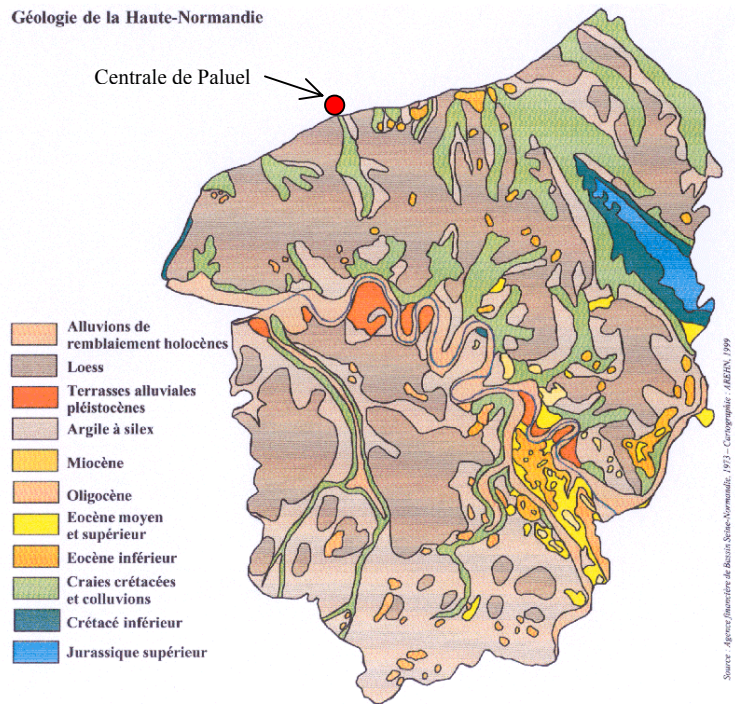 Géologie de la Haute-Normandie
Centrale de Paluel
Alluvions de
remblaiement holocènes
Loess
Terrasses alluviales
pléistocènes
Argile à silex
Miocène
Oligocène
Eocène moyen
et supérieur
Eocène inférieur
Craies crétacées
et colluvions
Crétacé inférieur
Jurassique supérieur
Source : Agence financière de Bassin Seine-Normandie, 1973 – Cartographie : AREHN, 1999